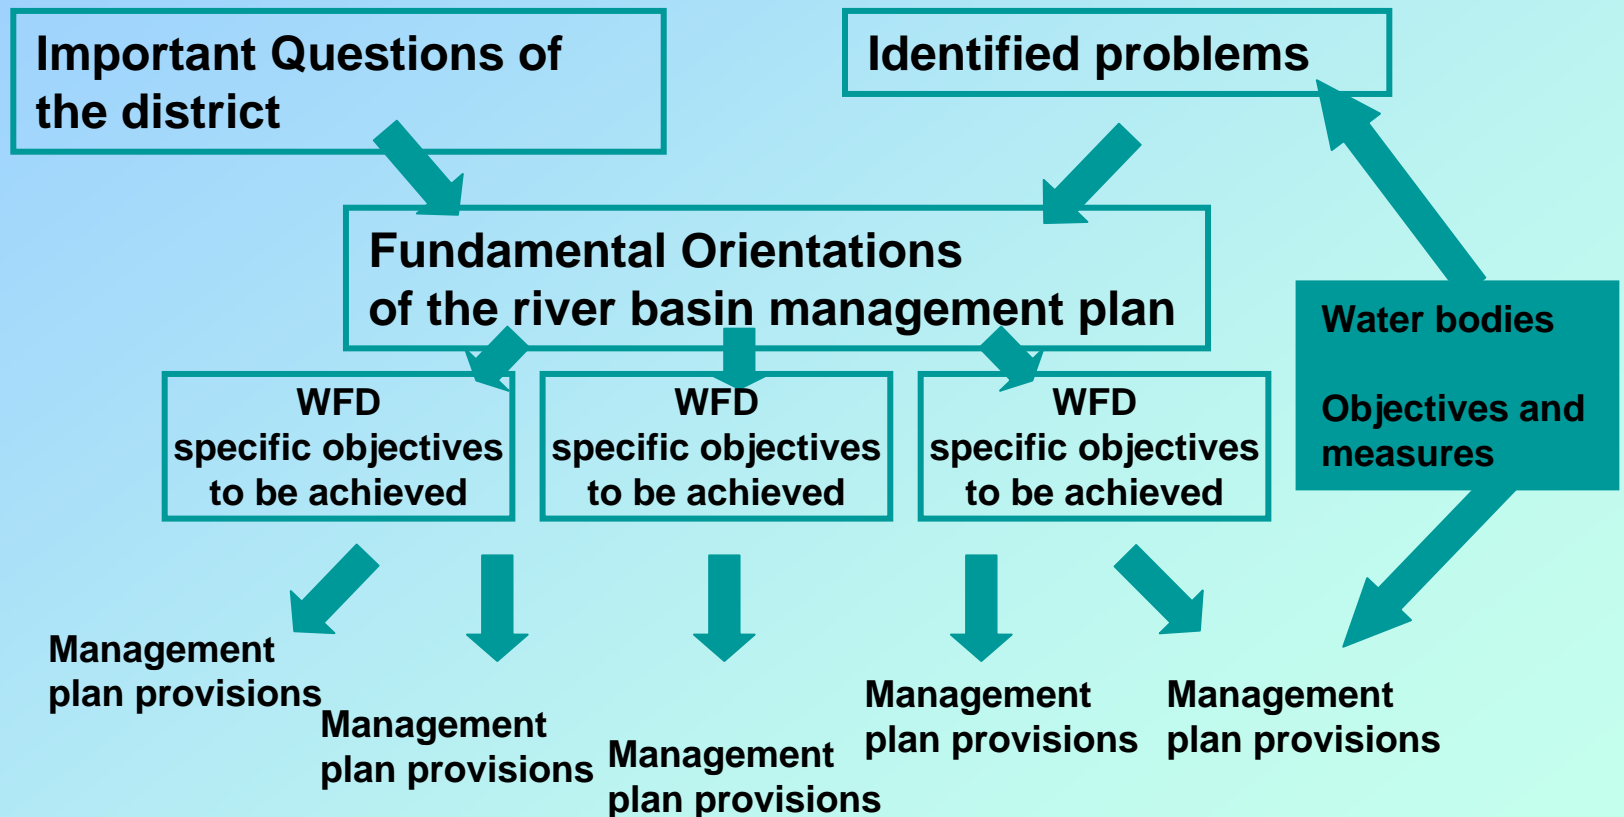 Important Questions of
the district
Identified problems
Fundamental Orientations
of the river basin management plan
Water bodies
Objectives and
measures
WFD
specific objectives
to be achieved
WFD
specific objectives
to be achieved
WFD
specific objectives
to be achieved
Management
plan provisions
Management
plan provisions
Management
plan provisions
Management
plan provisions
Management
plan provisions